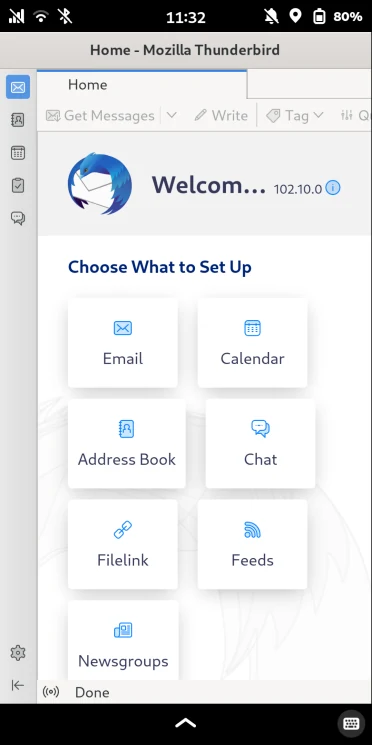 11:32
80%
Home - Mozilla Thunderbird
Home
Get Messages
Write
Tag
Welcom...
102.10.0
Choose What to Set Up
Email
Calendar
Address Book
Chat
Filelink
Feeds
Newsgroups
Done